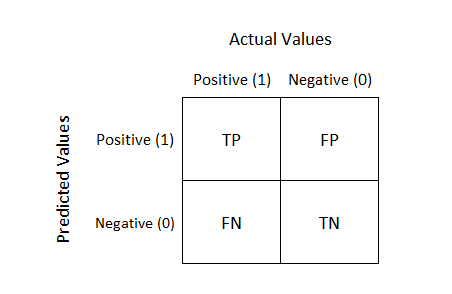 Actual Values
Positive (1) Negative (0)
Predicted Values
Positive (1) TP FP
Negative (0) FN TN